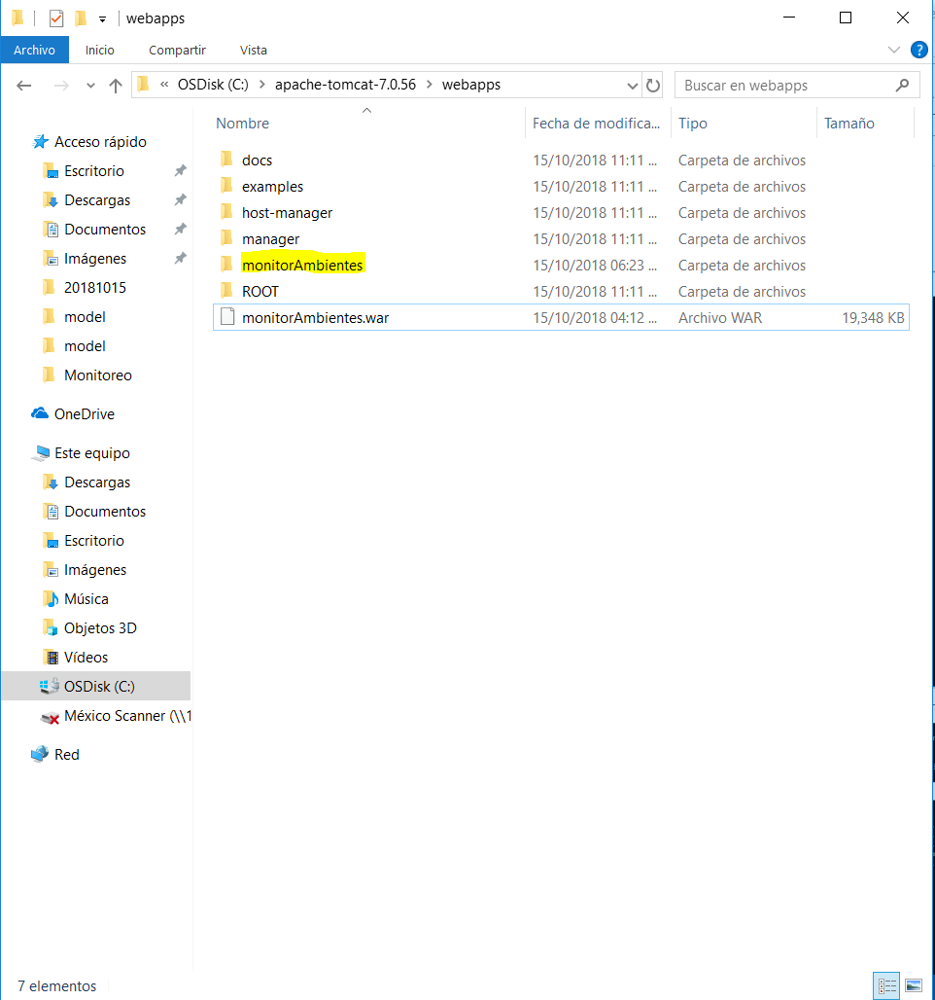 webapps
Archivo Inicio Compartir Vista
« OSDisk (C:) > apache-tomcat-7.0.56 > webapps
Buscar en webapps
Nombre Fecha de modifica... Tipo Tamaño
docs 15/10/2018 11:11 ... Carpeta de archivos
examples 15/10/2018 11:11 ... Carpeta de archivos
host-manager 15/10/2018 11:11 ... Carpeta de archivos
manager 15/10/2018 11:11 ... Carpeta de archivos
monitorAmbientes 15/10/2018 06:23 ... Carpeta de archivos
ROOT 15/10/2018 11:11 ... Carpeta de archivos
monitorAmbientes.war 15/10/2018 04:12 ... Archivo WAR 19,348 KB
Acceso rápido
Escritorio
Descargas
Documentos
Imágenes
20181015
model
model
Monitoreo
OneDrive
Este equipo
Descargas
Documentos
Escritorio
Imágenes
Música
Objetos 3D
Vídeos
OSDisk (C:)
México Scanner (\\1
Red
7 elementos